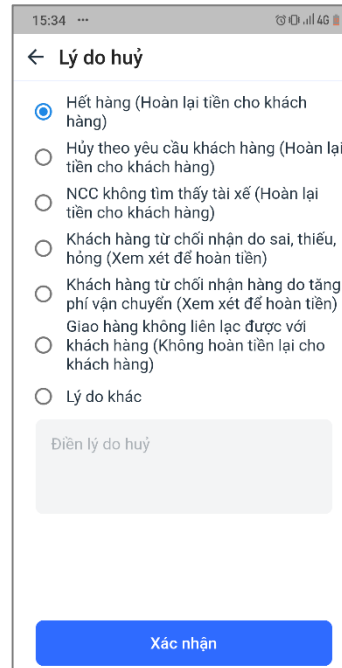 15:34 ...
4G
Lý do huỷ
Hết hàng (Hoàn lại tiền cho khách
hàng)
Hủy theo yêu cầu khách hàng (Hoàn lại
tiền cho khách hàng)
NCC không tìm thấy tài xế (Hoàn lại
tiền cho khách hàng)
Khách hàng từ chối nhận do sai, thiếu,
hỏng (Xem xét để hoàn tiền)
Khách hàng từ chối nhận hàng do tăng
phí vận chuyển (Xem xét để hoàn tiền)
Giao hàng không liên lạc được với
khách hàng (Không hoàn tiền lại cho
khách hàng)
Lý do khác
Điền lý do huỷ
Xác nhận